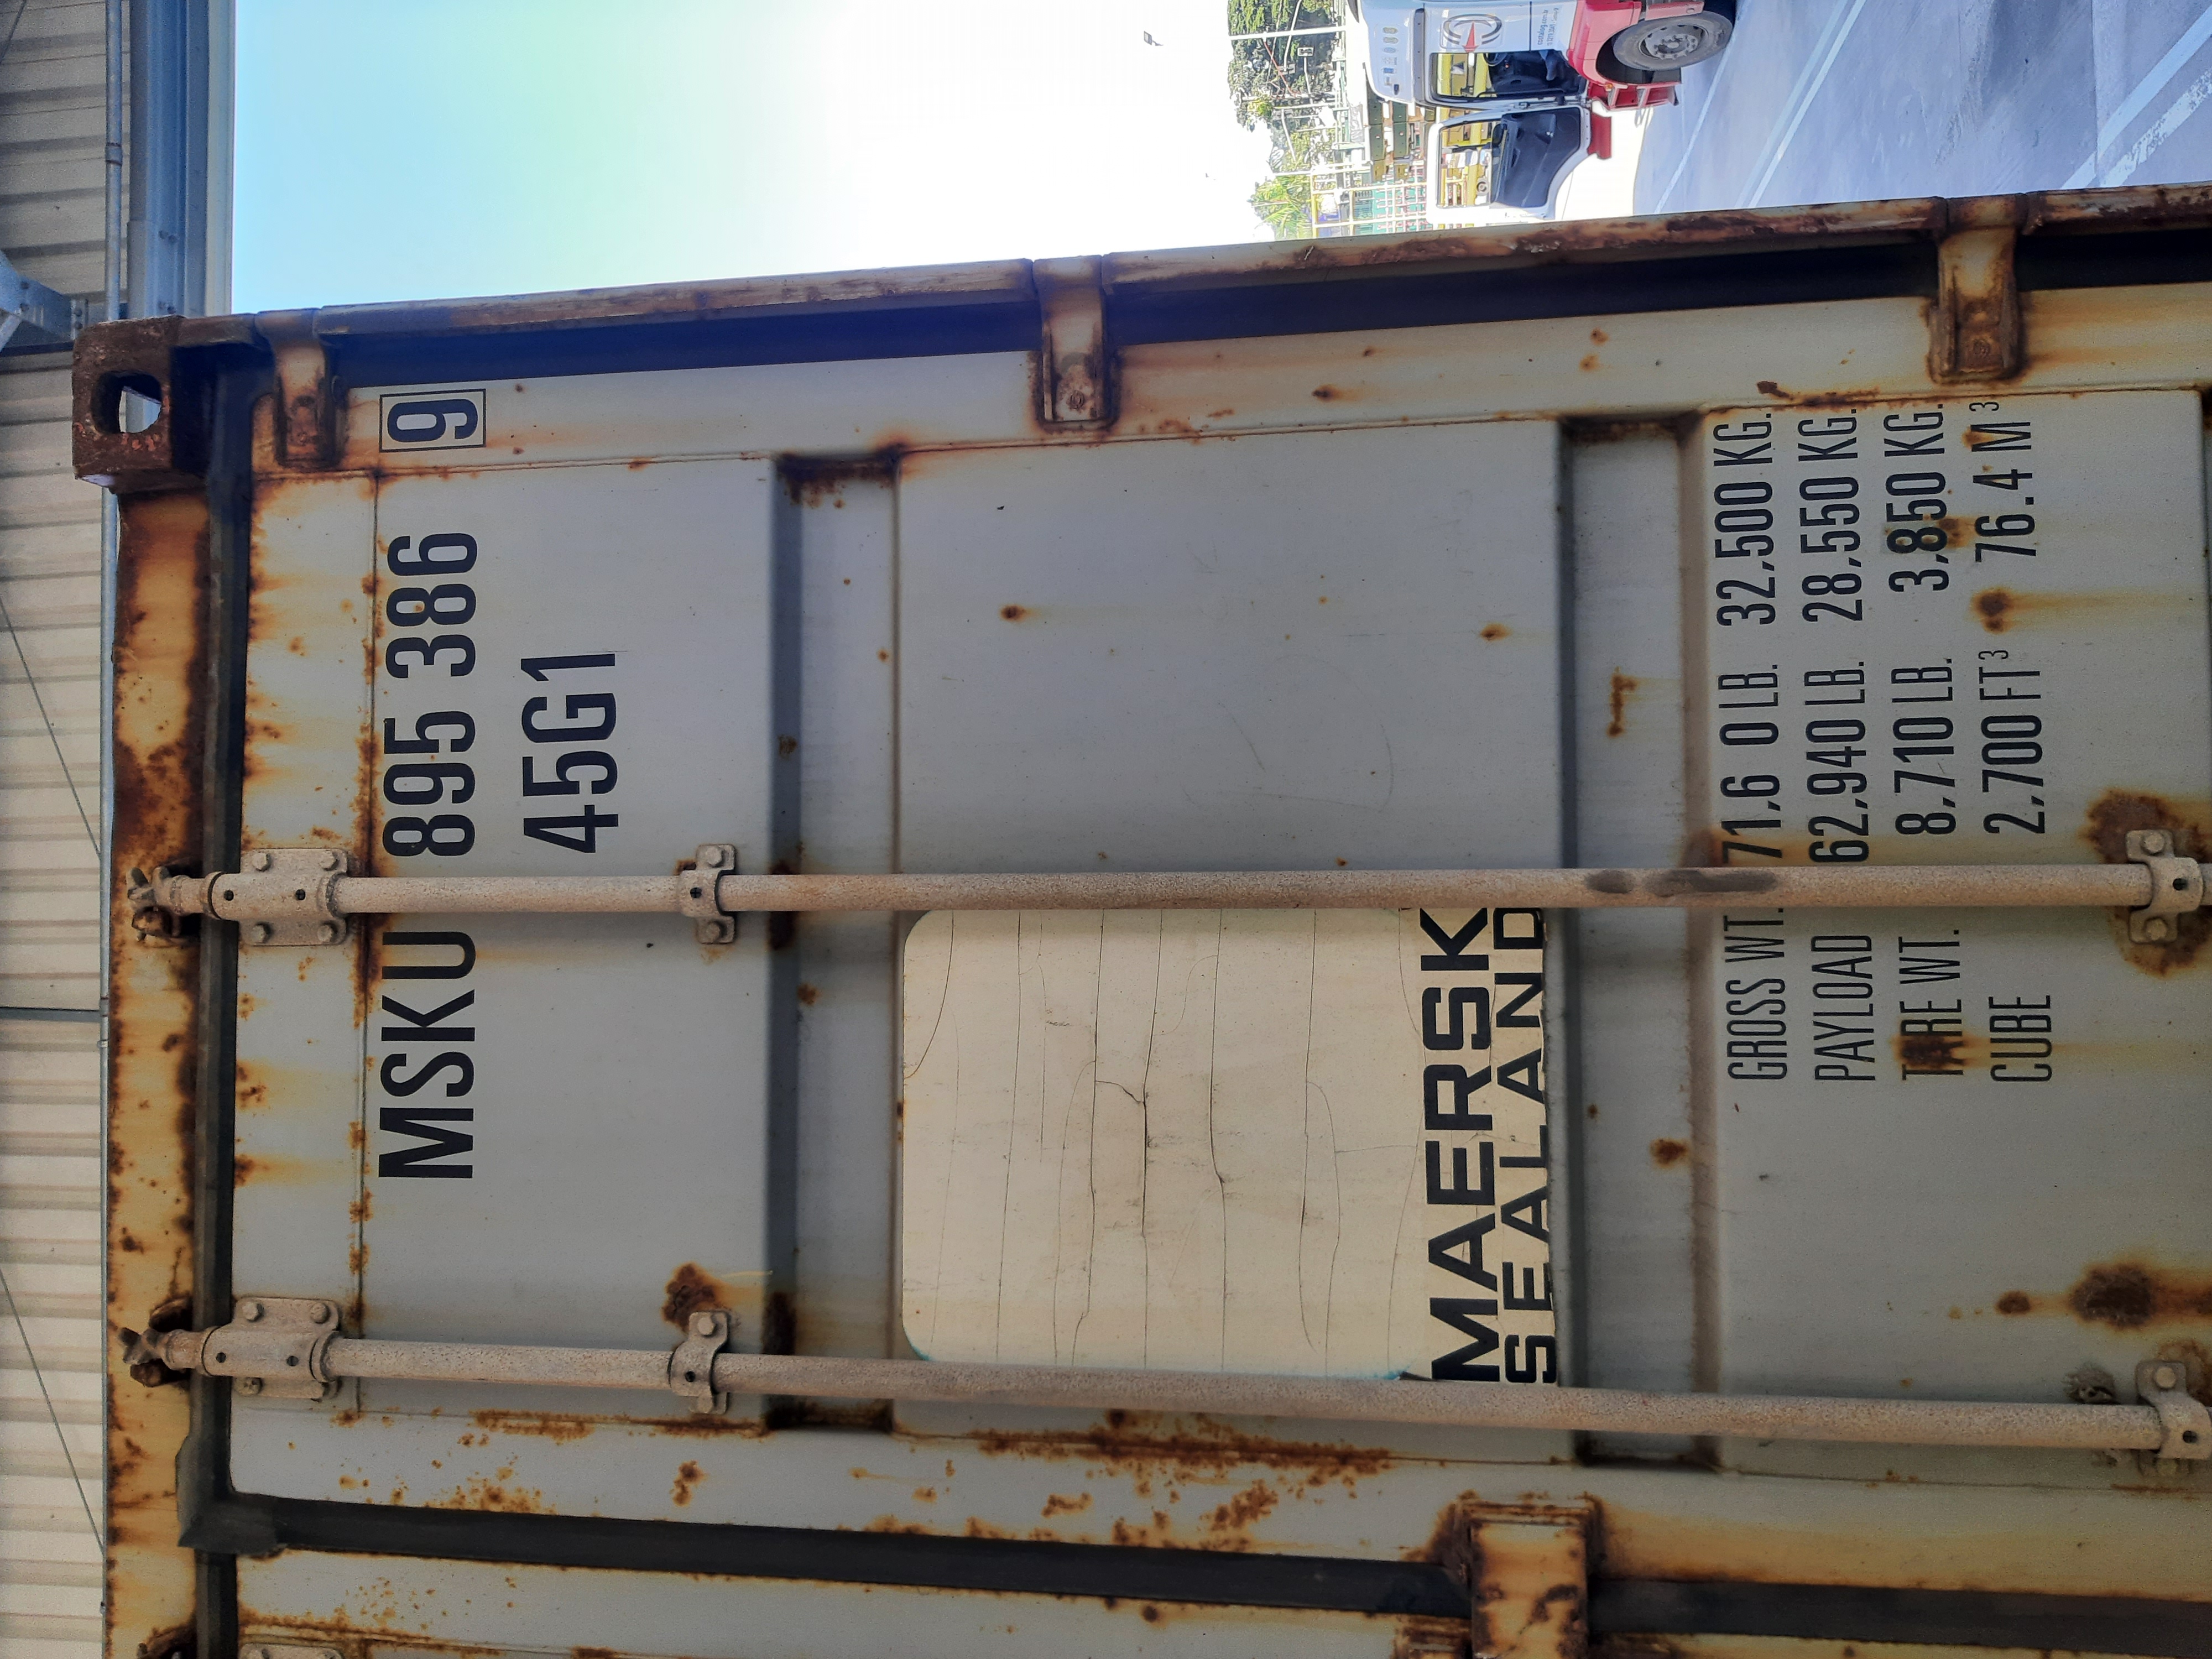 MSKU 895 386 9
45G1
MAERSK
SEALAND
GROSS WT. 71.6 0 LB. 32.500 KG.
PAYLOAD 62.940 LB. 28.550 KG.
TARE WT. 8.710 LB. 3.850 KG.
CUBE 2.700 FT³ 76.4 M³